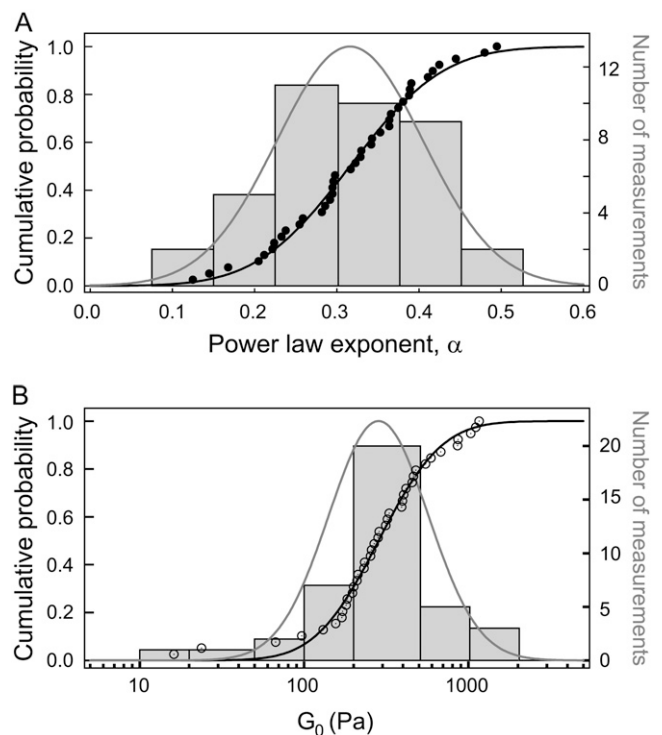 A
Cumulative probability
1.0
0.8
0.6
0.4
0.2
0.0
12
8
4
0
Number of measurements
0.0 0.1 0.2 0.3 0.4 0.5 0.6
Power law exponent, α
B
Cumulative probability
1.0
0.8
0.6
0.4
0.2
0.0
20
15
10
5
0
Number of measurements
10 100 1000
G₀ (Pa)